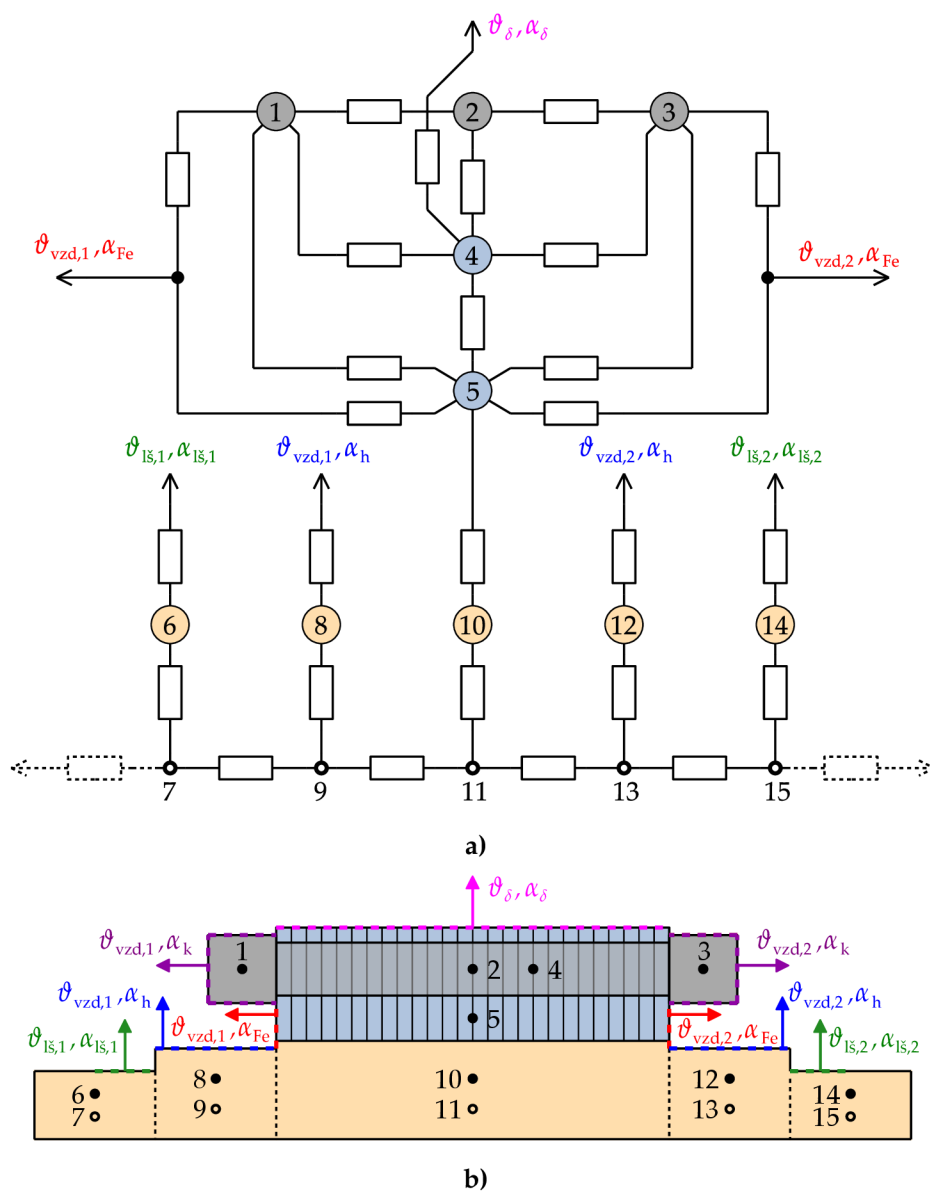 ϑδ, αδ
1 2 3
4
ϑvzd,1, αFe
ϑvzd,2, αFe
5
ϑlš,1, αlš,1 ϑvzd,1, αh ϑvzd,2, αh ϑlš,2, αlš,2
6 8 10 12 14
7 9 11 13 15
a)
ϑδ, αδ
ϑvzd,1, αk 1 3 ϑvzd,2, αk
2 4
ϑvzd,1, αh ϑvzd,2, αh
5
ϑlš,1, αlš,1 ϑvzd,1, αFe ϑvzd,2, αFe ϑlš,2, αlš,2
6 8 10 12 14
7 9 11 13 15
b)